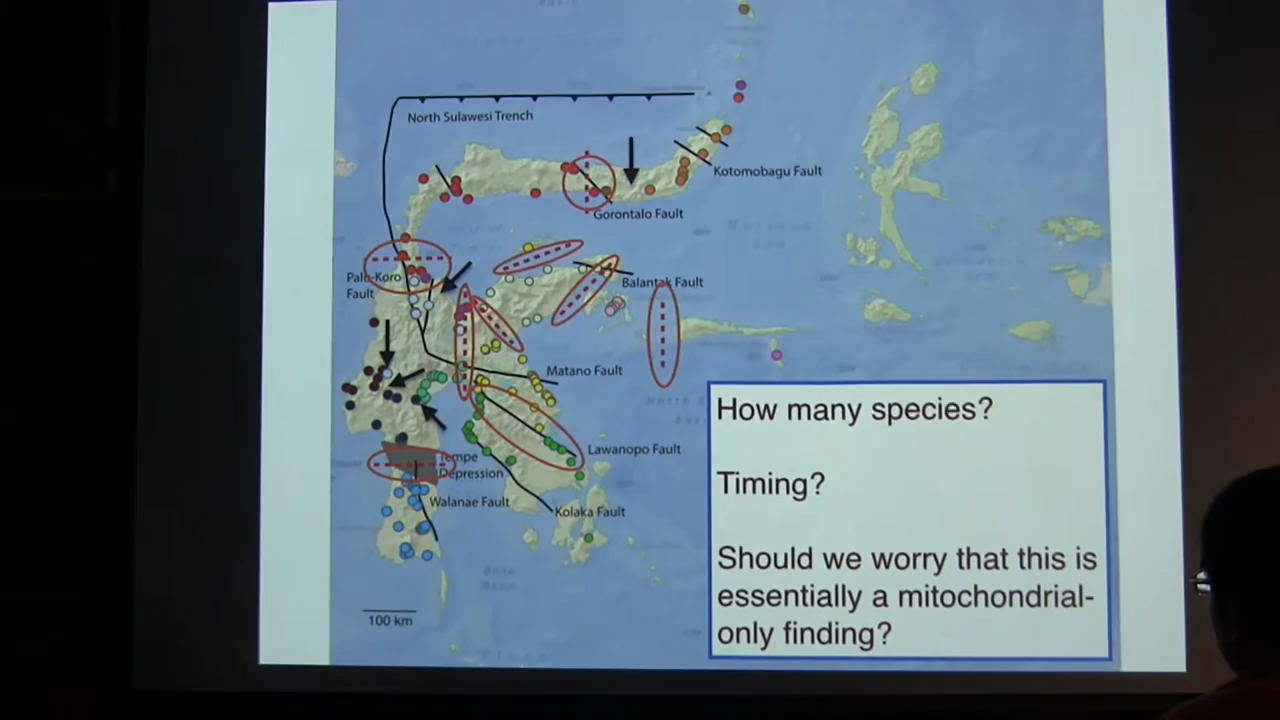 North Sulawesi Trench
Kotomobagu Fault
Gorontalo Fault
Palu-Koro
Fault
Balantak Fault
Matano Fault
Lawanopo Fault
Tempe
Depression
Walanae Fault
Kolaka Fault
100 km
How many species?
Timing?
Should we worry that this is
essentially a mitochondrial-
only finding?